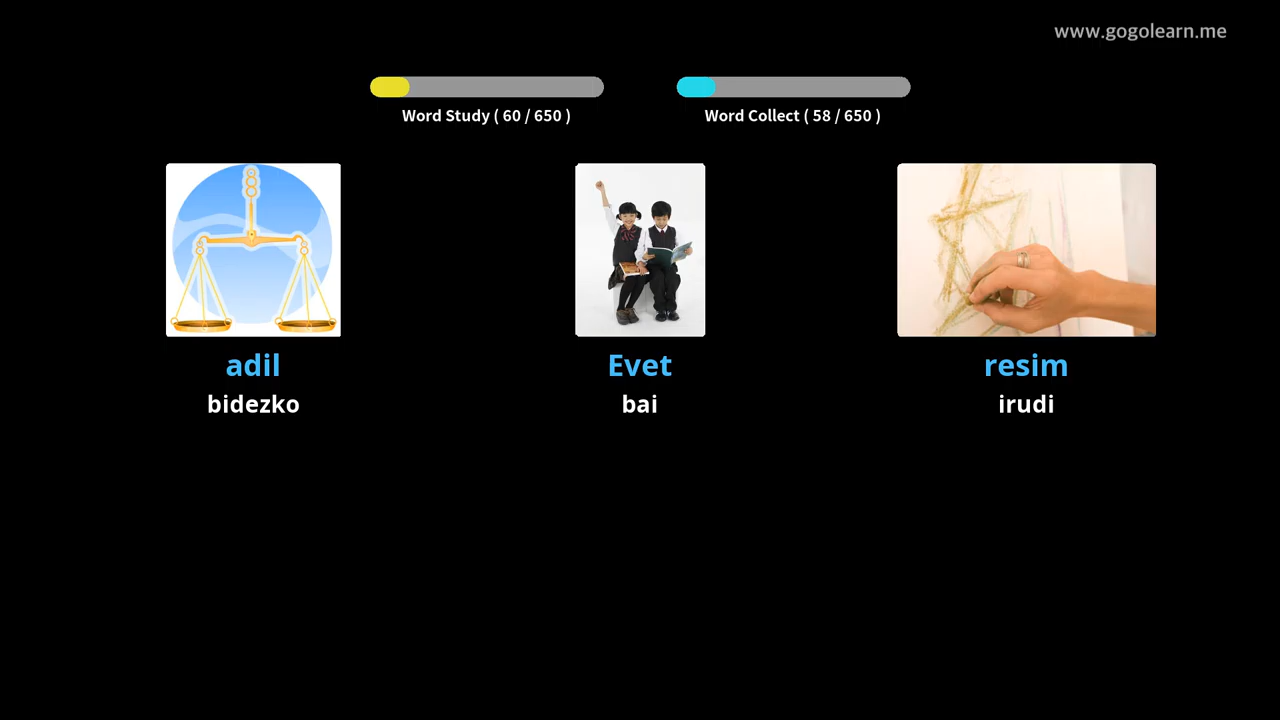 www.gogolearn.me
Word Study ( 60 / 650 )
Word Collect ( 58 / 650 )
adil
bidezko
Evet
bai
resim
irudi